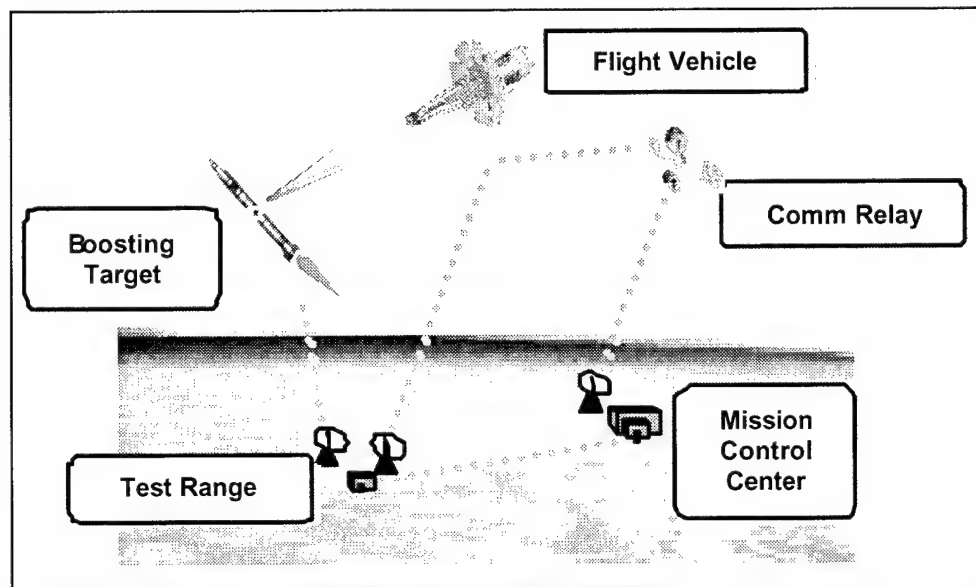 Flight Vehicle
Comm Relay
Boosting
Target
Mission
Control
Center
Test Range